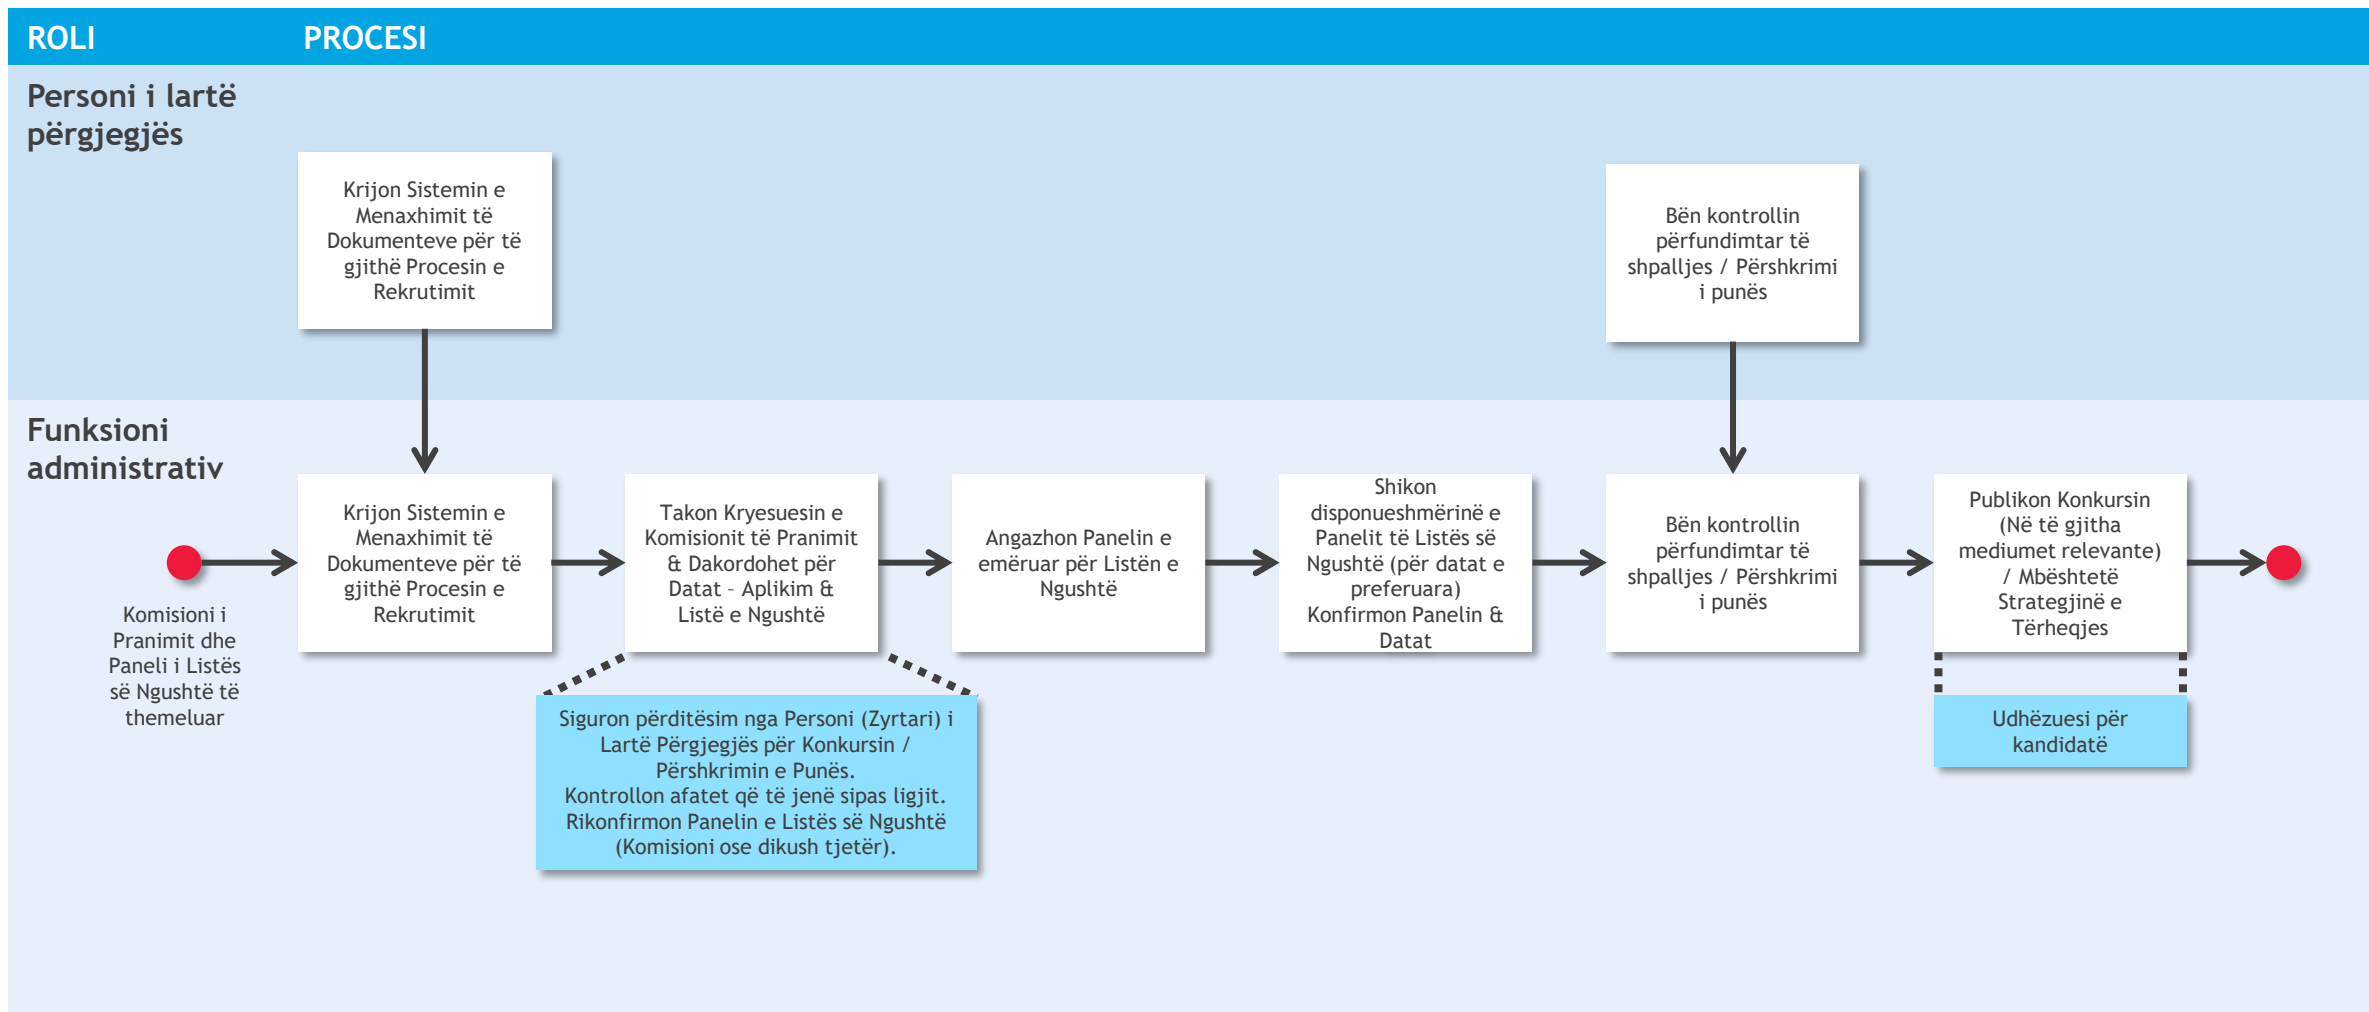 ROLI
PROCESI
Personi i lartë
përgjegjës
Krijon Sistemin e
Menaxhimit të
Dokumenteve për të
gjithë Procesin e
Rekrutimit
Bën kontrollin
përfundimtar të
shpalljes / Përshkrimi
i punës
Funksioni
administrativ
Komisioni i
Pranimit dhe
Paneli i Listës
së Ngushtë të
themeluar
Krijon Sistemin e
Menaxhimit të
Dokumenteve për të
gjithë Procesin e
Rekrutimit
Takon Kryesuesin e
Komisionit të Pranimit
& Dakordohet për
Datat – Aplikim &
Listë e Ngushtë
Angazhon Panelin e
emëruar për Listën e
Ngushtë
Shikon
disponueshmërinë e
Panelit të Listës së
Ngushtë (për datat e
preferuara)
Konfirmon Panelin &
Datat
Bën kontrollin
përfundimtar të
shpalljes / Përshkrimi
i punës
Publikon Konkursin
(Në të gjitha
mediumet relevante)
/ Mbështetë
Strategjinë e
Tërheqjes
Siguron përditësim nga Personi (Zyrtari) i
Lartë Përgjegjës për Konkursin /
Përshkrimin e Punës.
Kontrollon afatet që të jenë sipas ligjit.
Rikonfirmon Panelin e Listës së Ngushtë
(Komisioni ose dikush tjetër).
Udhëzuesi për
kandidatë